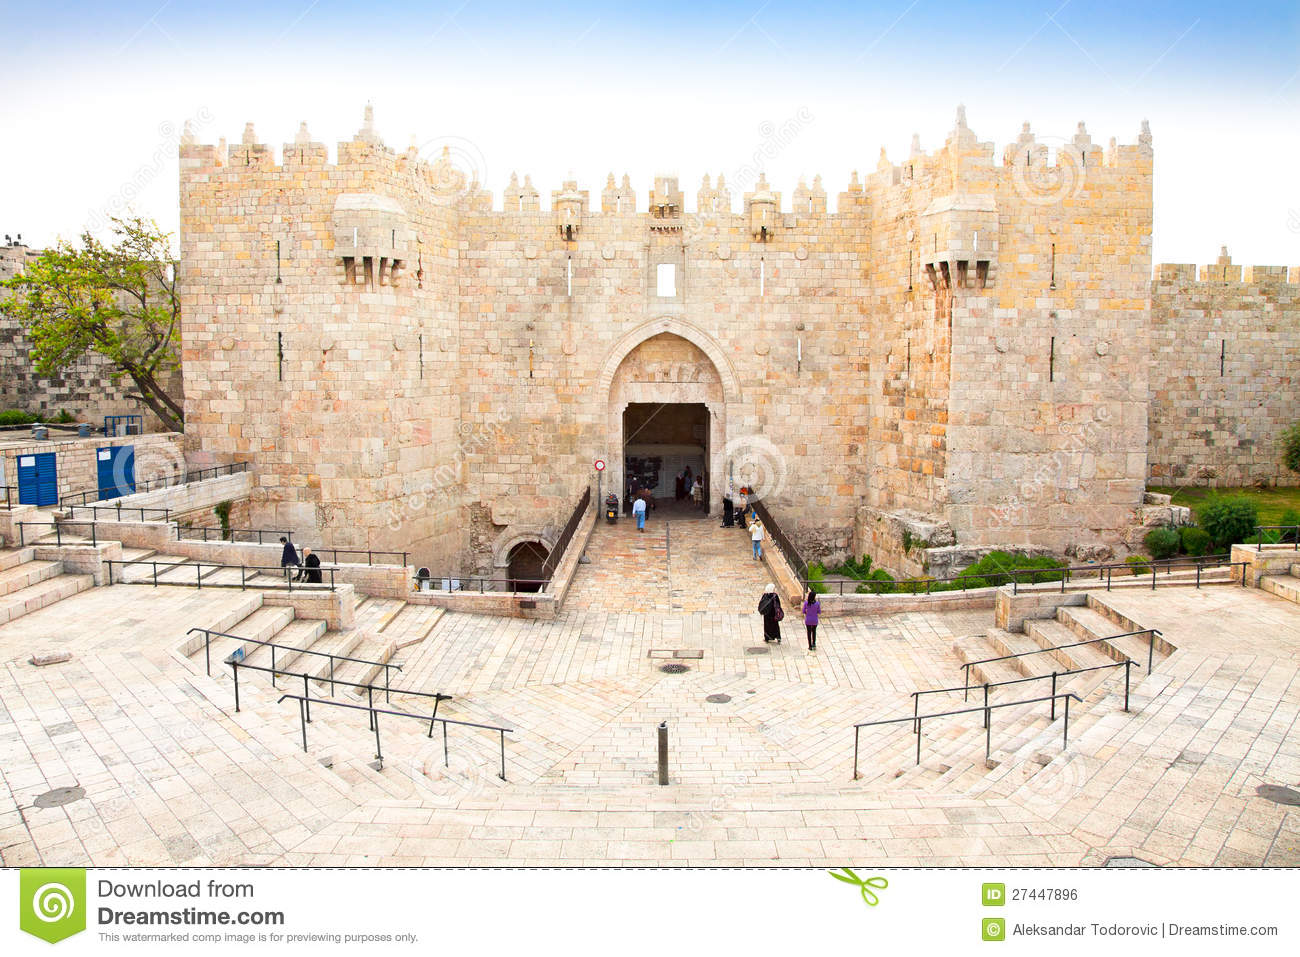 Download from
Dreamstime.com
This watermarked comp image is for previewing purposes only.
ID 27447896
© Aleksandar Todorovic | Dreamstime.com